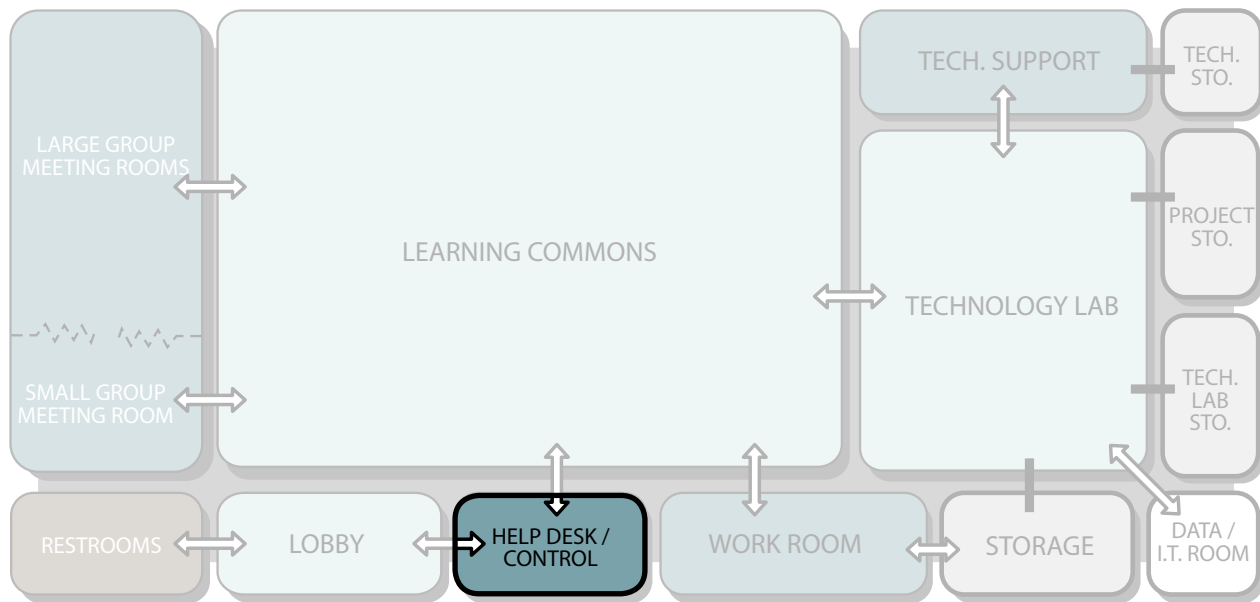 LARGE GROUP
MEETING ROOMS
SMALL GROUP
MEETING ROOM
LEARNING COMMONS
TECH. SUPPORT
TECH.
STO.
TECHNOLOGY LAB
PROJECT
STO.
TECH.
LAB
STO.
RESTROOMS
LOBBY
HELP DESK /
CONTROL
WORK ROOM
STORAGE
DATA /
I.T. ROOM